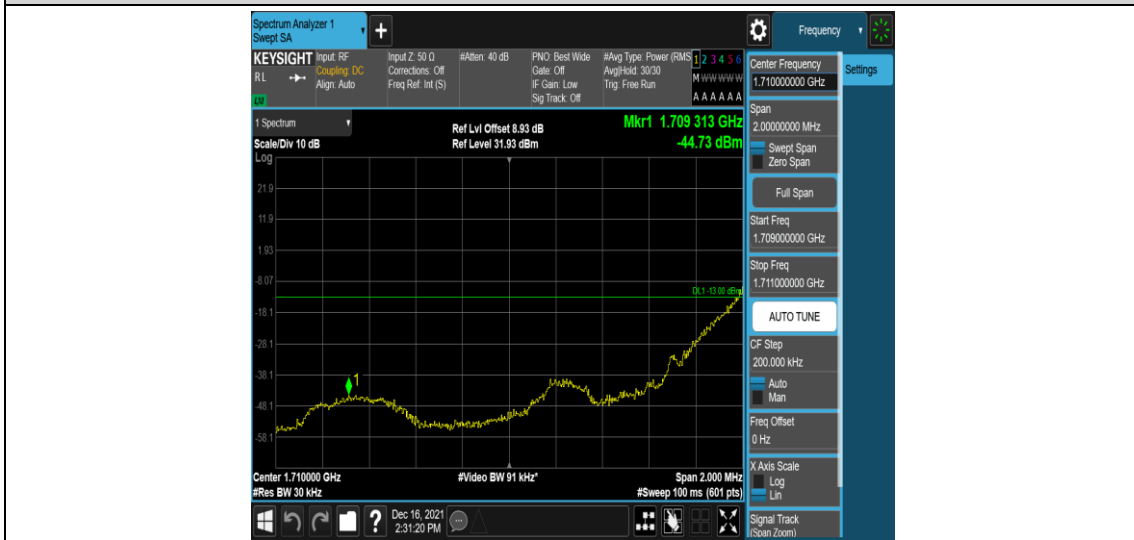 Spectrum Analyzer 1
Swept SA
Frequency
KEYSIGHT
RL
LXI
Input: RF
Coupling: DC
Align: Auto
Input Z: 50 Ω
Corrections: Off
Freq Ref: Int (S)
#Atten: 40 dB
PNO: Best Wide
Gate: Off
IF Gain: Low
Sig Track: Off
#Avg Type: Power (RMS
Avg|Hold: 30/30
Trig: Free Run
1 2 3 4 5 6
M W W W W W
A A A A A A
1 Spectrum
Scale/Div 10 dB
Log
Ref Lvl Offset 8.93 dB
Ref Level 31.93 dBm
Mkr1 1.709 313 GHz
-44.73 dBm
21.9
11.9
1.93
-8.07
-18.1
-28.1
-38.1
-48.1
-58.1
DL1 -13.00 dBm
1
Center 1.710000 GHz
#Res BW 30 kHz
#Video BW 91 kHz*
Span 2.000 MHz
#Sweep 100 ms (601 pts)
Dec 16, 2021
2:31:20 PM
Center Frequency
1.710000000 GHz
Settings
Span
2.00000000 MHz
Swept Span
Zero Span
Full Span
Start Freq
1.709000000 GHz
Stop Freq
1.711000000 GHz
AUTO TUNE
CF Step
200.000 kHz
Auto
Man
Freq Offset
0 Hz
X Axis Scale
Log
Lin
Signal Track
(Span Zoom)